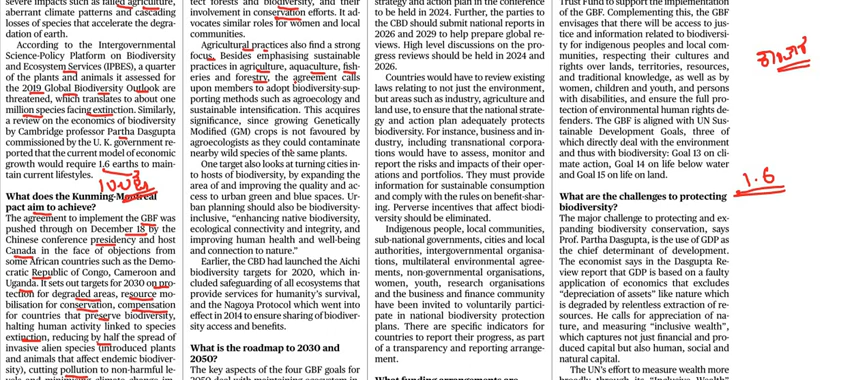 severe impacts such as failed agriculture,
aberrant climate patterns and cascading
losses of species that accelerate the degra-
dation of earth.
According to the Intergovernmental
Science-Policy Platform on Biodiversity
and Ecosystem Services (IPBES), a quarter
of the plants and animals it assessed for
the 2019 Global Biodiversity Outlook are
threatened, which translates to about one
million species facing extinction. Similarly,
a review on the economics of biodiversity
by Cambridge professor Partha Dasgupta
commissioned by the U. K. government re-
ported that the current model of economic
growth would require 1.6 earths to main-
tain current lifestyles.
What does the Kunming-Montreal
pact aim to achieve?
The agreement to implement the GBF was
pushed through on December 18 by the
Chinese conference presidency and host
Canada in the face of objections from
some African countries such as the Demo-
cratic Republic of Congo, Cameroon and
Uganda. It sets out targets for 2030 on pro-
tection for degraded areas, resource mo-
bilisation for conservation, compensation
for countries that preserve biodiversity,
halting human activity linked to species
extinction, reducing by half the spread of
invasive alien species (introduced plants
and animals that affect endemic biodiver-
sity), cutting pollution to non-harmful le-
tect forests and biodiversity, and their
involvement in conservation efforts. It ad-
vocates similar roles for women and local
communities.
Agricultural practices also find a strong
focus. Besides emphasising sustainable
practices in agriculture, aquaculture, fish-
eries and forestry, the agreement calls
upon members to adopt biodiversity-sup-
porting methods such as agroecology and
sustainable intensification. This acquires
significance, since growing Genetically
Modified (GM) crops is not favoured by
agroecologists as they could contaminate
nearby wild species of the same plants.
One target also looks at turning cities in-
to hosts of biodiversity, by expanding the
area of and improving the quality and ac-
cess to urban green and blue spaces. Ur-
ban planning should also be biodiversity-
inclusive, “enhancing native biodiversity,
ecological connectivity and integrity, and
improving human health and well-being
and connection to nature.”
Earlier, the CBD had launched the Aichi
biodiversity targets for 2020, which in-
cluded safeguarding of all ecosystems that
provide services for humanity’s survival,
and the Nagoya Protocol which went into
effect in 2014 to ensure sharing of biodiver-
sity access and benefits.
What is the roadmap to 2030 and
2050?
The key aspects of the four GBF goals for
strategy and action plan in the conference
to be held in 2024. Further, the parties to
the CBD should submit national reports in
2026 and 2029 to help prepare global re-
views. High level discussions on the pro-
gress reviews should be held in 2024 and
2026.
Countries would have to review existing
laws relating to not just the environment,
but areas such as industry, agriculture and
land use, to ensure that the national strate-
gy and action plan adequately protects
biodiversity. For instance, business and in-
dustry, including transnational corpora-
tions would have to assess, monitor and
report the risks and impacts of their oper-
ations and portfolios. They must provide
information for sustainable consumption
and comply with the rules on benefit-shar-
ing. Perverse incentives that affect biodi-
versity should be eliminated.
Indigenous people, local communities,
sub-national governments, cities and local
authorities, intergovernmental organisa-
tions, multilateral environmental agree-
ments, non-governmental organisations,
women, youth, research organisations
and the business and finance community
have been invited to voluntarily partici-
pate in national biodiversity protection
plans. There are specific indicators for
countries to report their progress, as part
of a transparency and reporting arrange-
ment.
Trust Fund to support the implementation
of the GBF. Complementing this, the GBF
envisages that there will be access to jus-
tice and information related to biodiversi-
ty for indigenous peoples and local com-
munities, respecting their cultures and
rights over lands, territories, resources,
and traditional knowledge, as well as by
women, children and youth, and persons
with disabilities, and ensure the full pro-
tection of environmental human rights de-
fenders. The GBF is aligned with UN Sus-
tainable Development Goals, three of
which directly deal with the environment
and thus with biodiversity: Goal 13 on cli-
mate action, Goal 14 on life below water
and Goal 15 on life on land.
What are the challenges to protecting
biodiversity?
The major challenge to protecting and ex-
panding biodiversity conservation, says
Prof. Partha Dasgupta, is the use of GDP as
the chief determinant of development.
The economist says in the Dasgupta Re-
view report that GDP is based on a faulty
application of economics that excludes
“depreciation of assets” like nature which
is degraded by relentless extraction of re-
sources. He calls for appreciation of na-
ture, and measuring “inclusive wealth”,
which captures not just financial and pro-
duced capital but also human, social and
natural capital.
The UN’s effort to measure wealth more
1.6